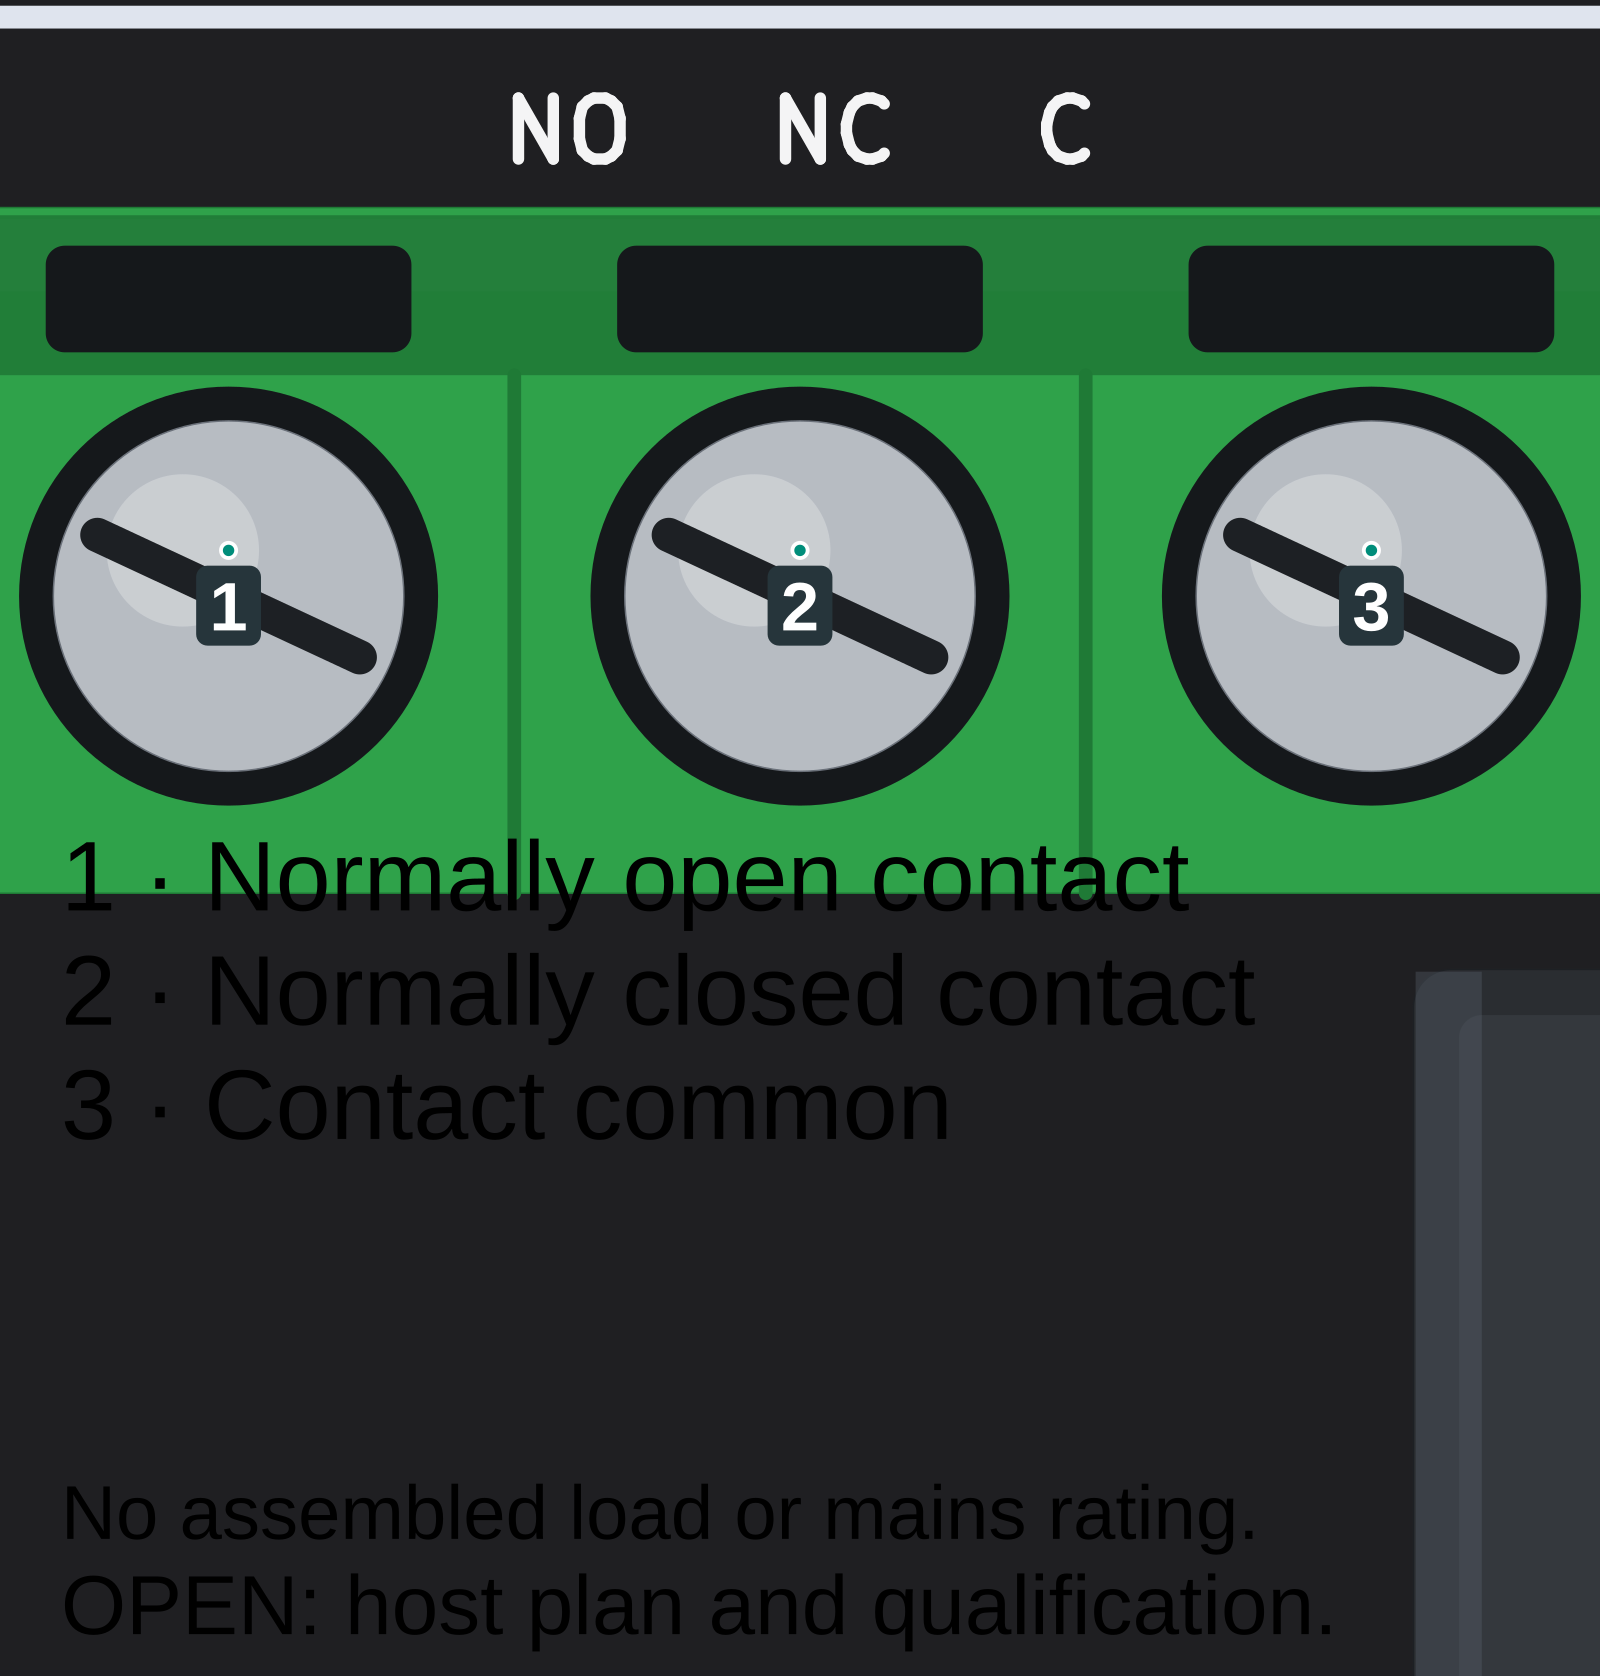 NO NC C
1 2 3
1 · Normally open contact
2 · Normally closed contact
3 · Contact common
No assembled load or mains rating.
OPEN: host plan and qualification.